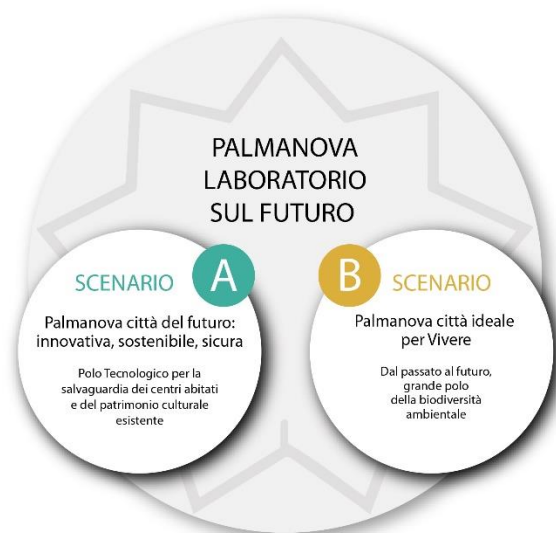 PALMANOVA
LABORATORIO
SUL FUTURO
SCENARIO A
Palmanova città del futuro:
innovativa, sostenibile, sicura
Polo Tecnologico per la
salvaguardia dei centri abitati
e del patrimonio culturale
esistente
B SCENARIO
Palmanova città ideale
per Vivere
Dal passato al futuro,
grande polo
della biodiversità
ambientale